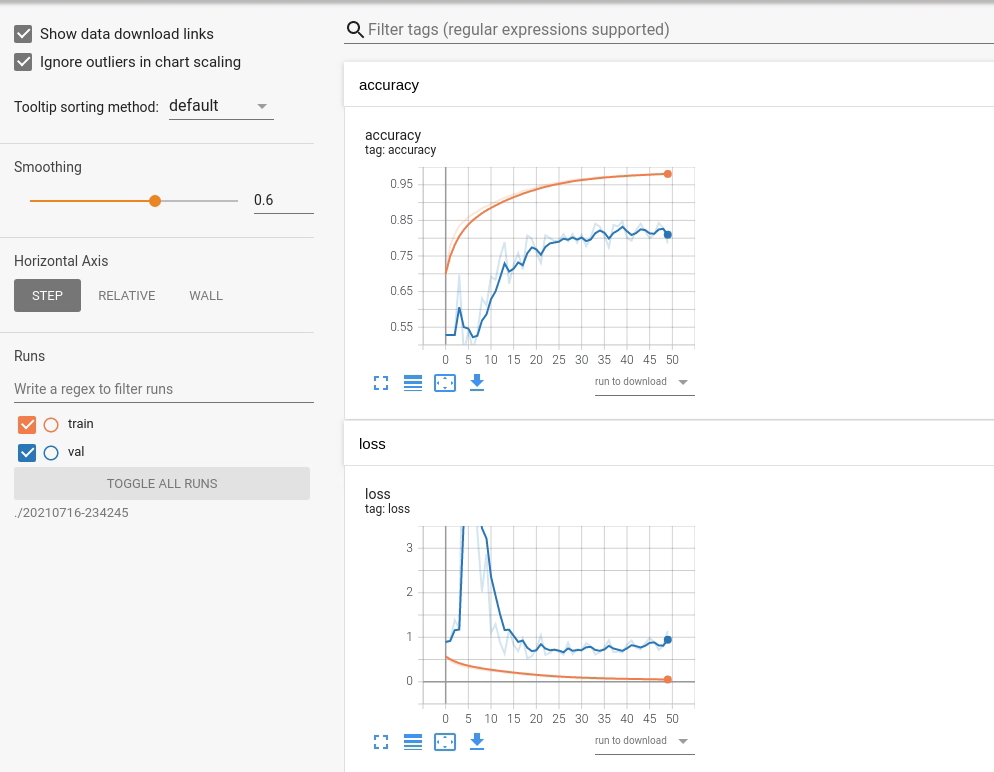 Show data download links
Ignore outliers in chart scaling
Tooltip sorting method: default
Smoothing
0.6
Horizontal Axis
STEP RELATIVE WALL
Runs
Write a regex to filter runs
train
val
TOGGLE ALL RUNS
./20210716-234245
Filter tags (regular expressions supported)
accuracy
accuracy
tag: accuracy
0.95
0.85
0.75
0.65
0.55
0 5 10 15 20 25 30 35 40 45 50
run to download
loss
loss
tag: loss
3
2
1
0
0 5 10 15 20 25 30 35 40 45 50
run to download